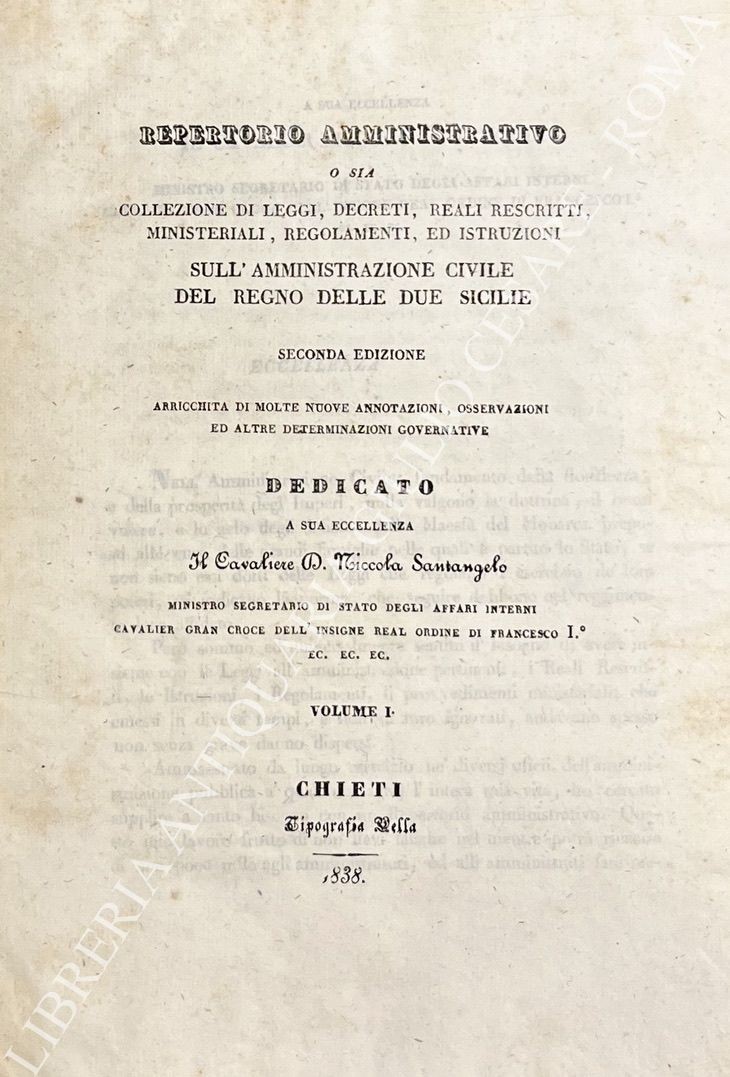 REPERTORIO AMMINISTRATIVO
O SIA
COLLEZIONE DI LEGGI, DECRETI, REALI RESCRITTI,
MINISTERIALI, REGOLAMENTI, ED ISTRUZIONI
SULL'AMMINISTRAZIONE CIVILE
DEL REGNO DELLE DUE SICILIE
SECONDA EDIZIONE
ARRICCHITA DI MOLTE NUOVE ANNOTAZIONI, OSSERVAZIONI
ED ALTRE DETERMINAZIONI GOVERNATIVE
DEDICATO
A SUA ECCELLENZA
Il Cavaliere D. Niccola Santangelo
MINISTRO SEGRETARIO DI STATO DEGLI AFFARI INTERNI
CAVALIER GRAN CROCE DELL'INSIGNE REAL ORDINE DI FRANCESCO I.°
EC. EC. EC.
VOLUME I.
CHIETI
Tipografia Vella
1838.
LIBRERIA ANTIQUARIA GIULIO CESARE - ROMA